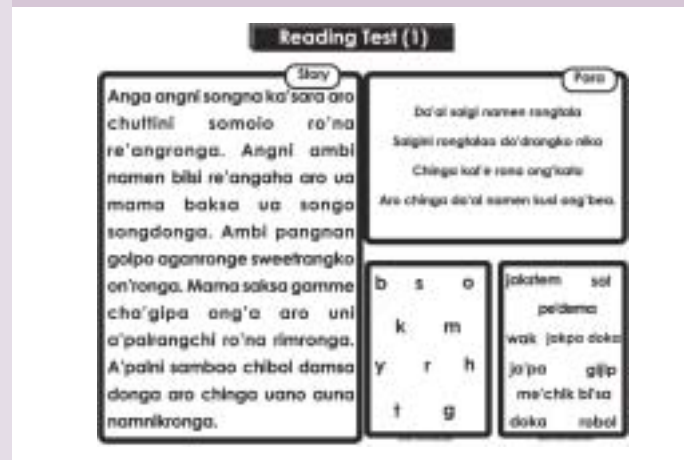 Reading Test (1)
Story
Anga angni songna ka'sara aro
chuttini somoio ro'na
re'angronga. Angni ambi
namen bilsi re'angaha aro ua
mama baksa ua songo
songdonga. Ambi pangnan
golpo aganronge sweetrangko
on'ronga. Mama saksa gamme
cha'gipa ong'a aro uni
a'palrangchi ro'na rimronga.
A'palni sambao chibol damsa
donga aro chinga uano auna
namnikronga.
Para
Da'al salgi namen rangtala
Salgini rongtalao do'drangko nika
Chinga kal'e rona ong'kata
Aro chinga da'al namen kusi ong'bea.
b s o
k m
y r h
t g
jakstem sal
pe'dema
wak jakpa doka
ja'pa gijip
me'chik bi'sa
doka robol